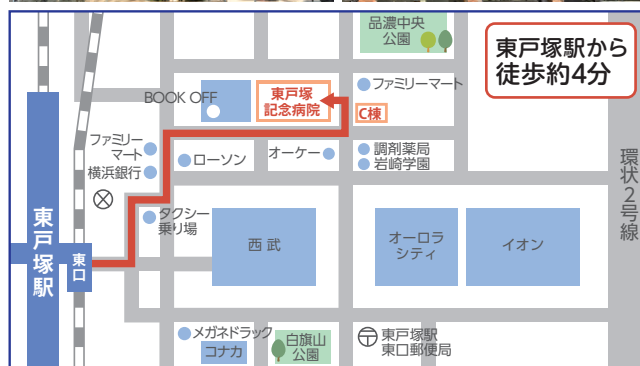 品濃中央
公園
東戸塚駅から
徒歩約4分
BOOK OFF
東戸塚
記念病院
ファミリーマート
C棟
ファミリー
マート
横浜銀行
ローソン
オーケー
調剤薬局
岩崎学園
環状2号線
東戸塚駅
東口
タクシー
乗り場
西武
オーロラ
シティ
イオン
メガネドラッグ
コナカ
白旗山
公園
東戸塚駅
東口郵便局